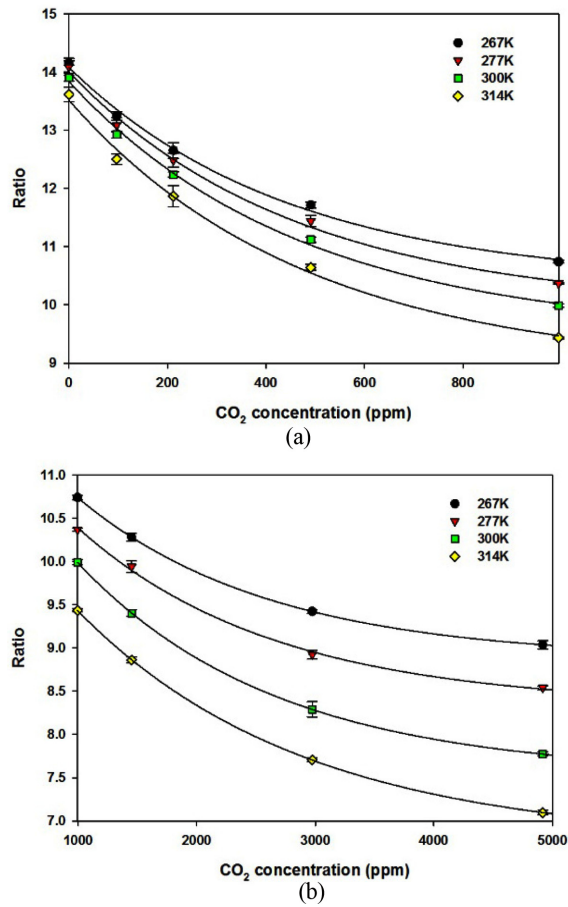 15
14
13
12
11
10
9
Ratio
267K
277K
300K
314K
0 200 400 600 800
CO2 concentration (ppm)
(a)
11.0
10.5
10.0
9.5
9.0
8.5
8.0
7.5
7.0
Ratio
267K
277K
300K
314K
1000 2000 3000 4000 5000
CO2 concentration (ppm)
(b)